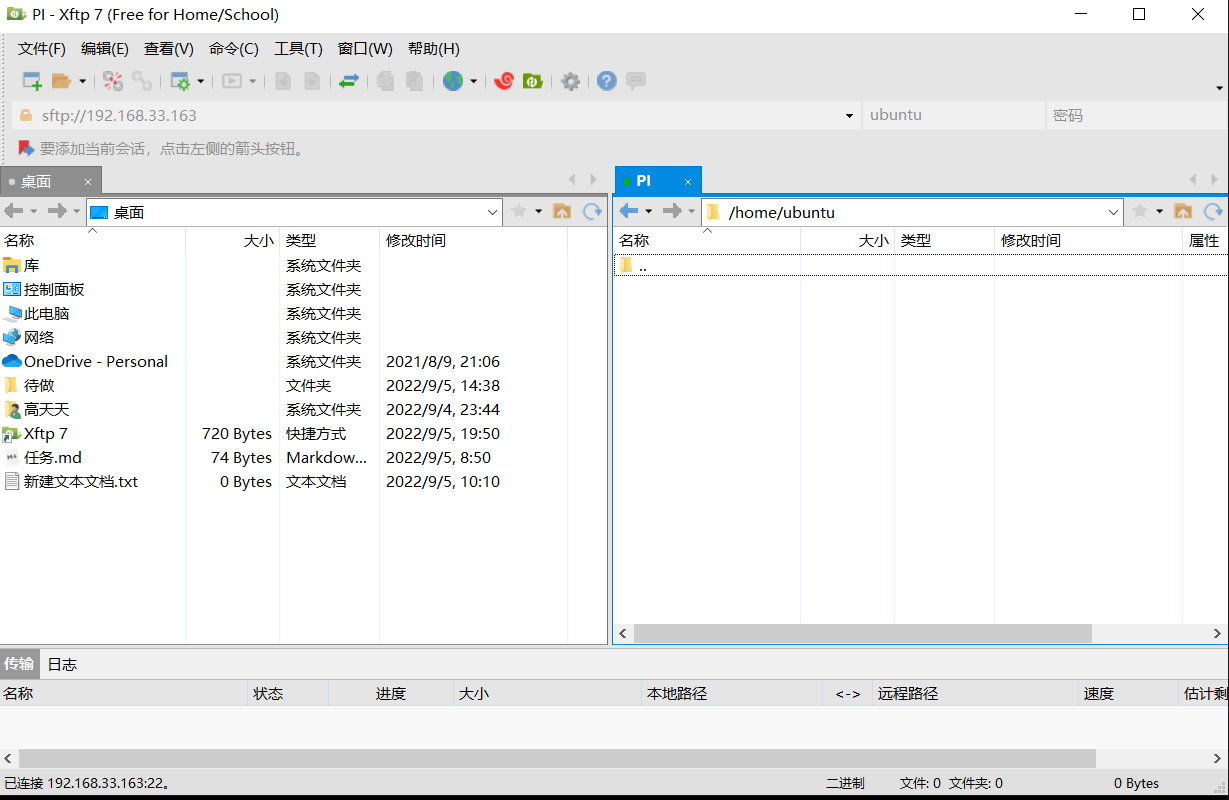 PI - Xftp 7 (Free for Home/School)
文件(F) 编辑(E) 查看(V) 命令(C) 工具(T) 窗口(W) 帮助(H)
sftp://192.168.33.163 ubuntu 密码
要添加当前会话，点击左侧的箭头按钮。
桌面 × PI ×
桌面 /home/ubuntu
名称 大小 类型 修改时间 名称 大小 类型 修改时间 属性
库 系统文件夹 ..
控制面板 系统文件夹
此电脑 系统文件夹
网络 系统文件夹
OneDrive - Personal 系统文件夹 2021/8/9, 21:06
待做 文件夹 2022/9/5, 14:38
高天天 系统文件夹 2022/9/4, 23:44
Xftp 7 720 Bytes 快捷方式 2022/9/5, 19:50
任务.md 74 Bytes Markdow... 2022/9/5, 8:50
新建文本文档.txt 0 Bytes 文本文档 2022/9/5, 10:10
传输 日志
名称 状态 进度 大小 本地路径 <-> 远程路径 速度 估计剩
已连接 192.168.33.163:22。 二进制 文件: 0 文件夹: 0 0 Bytes